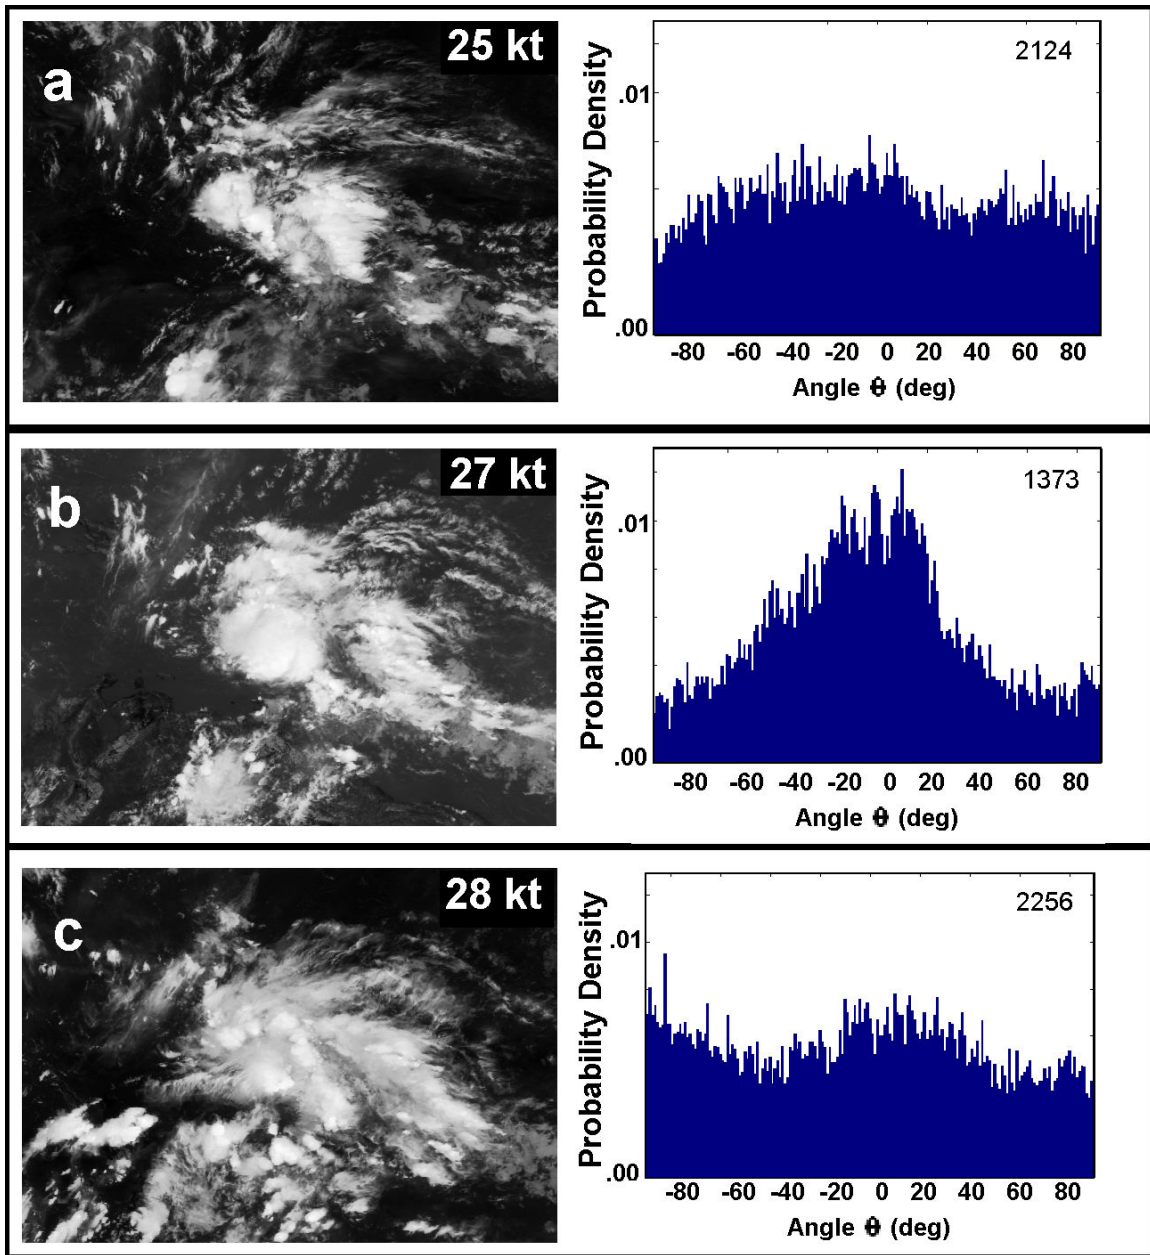 a
25 kt
2124
Probability Density
.01
.00
-80 -60 -40 -20 0 20 40 60 80
Angle θ (deg)
b
27 kt
1373
Probability Density
.01
.00
-80 -60 -40 -20 0 20 40 60 80
Angle θ (deg)
c
28 kt
2256
Probability Density
.01
.00
-80 -60 -40 -20 0 20 40 60 80
Angle θ (deg)